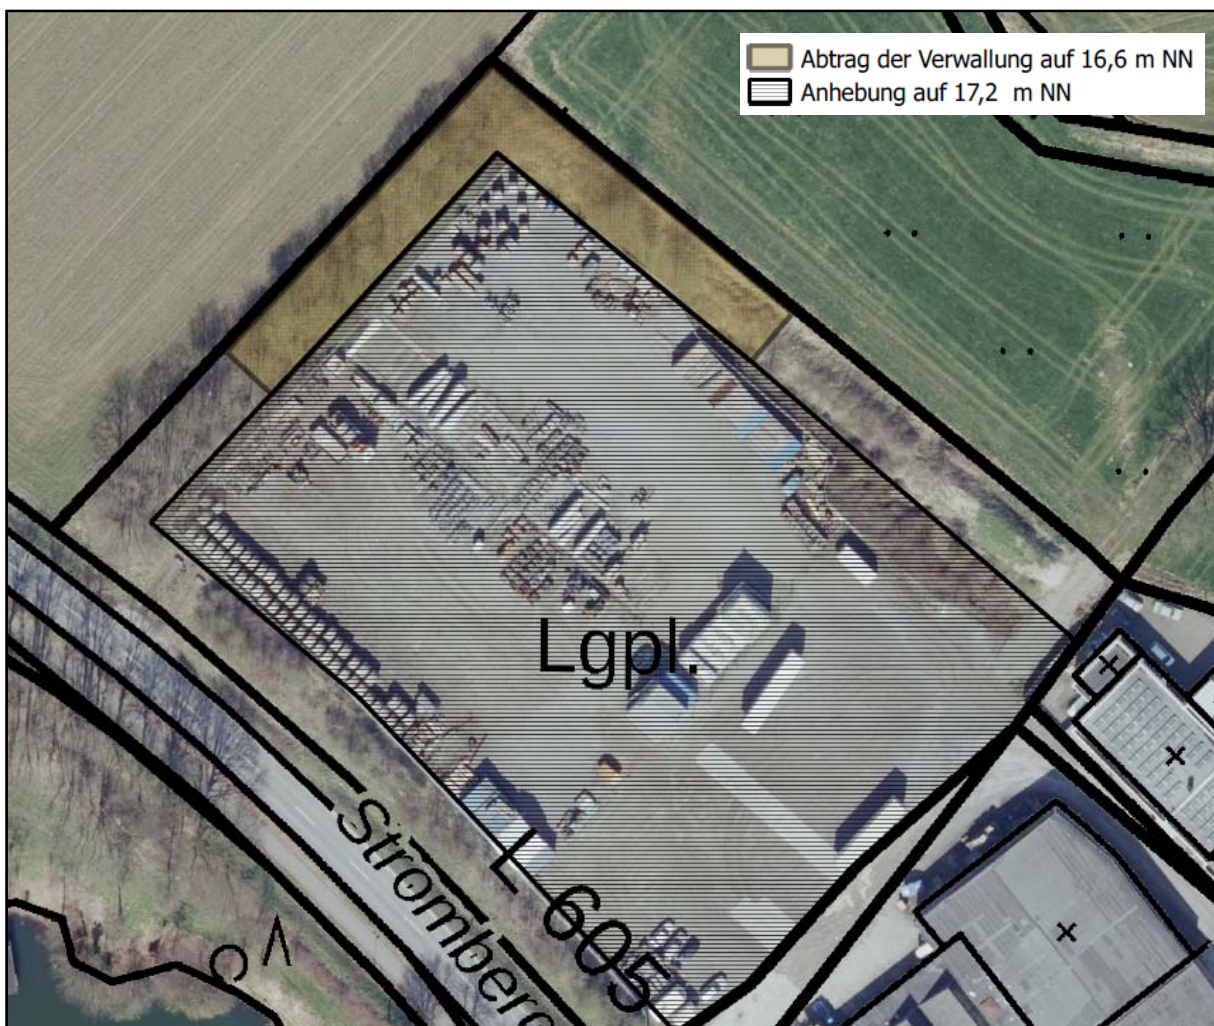 Abtrag der Verwallung auf 16,6 m NN
Anhebung auf 17,2 m NN
Lgpl.
L 605
Stromberg